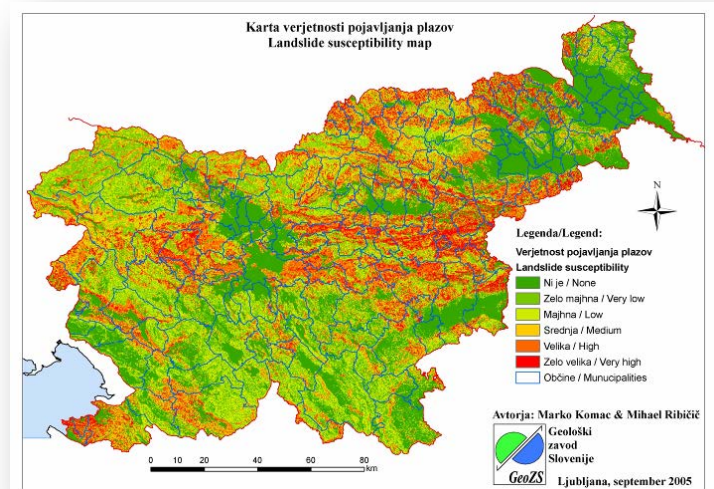 Karta verjetnosti pojavljanja plazov
Landslide susceptibility map
N
Legenda/Legend:
Verjetnost pojavljanja plazov
Landslide susceptibility
Ni je / None
Zelo majhna / Very low
Majhna / Low
Srednja / Medium
Velika / High
Zelo velika / Very high
Občine / Munucipalities
Avtorja: Marko Komac & Mihael Ribičič
Geološki
zavod
Slovenije
GeoZS
Ljubljana, september 2005
0 20 40 60 80
km